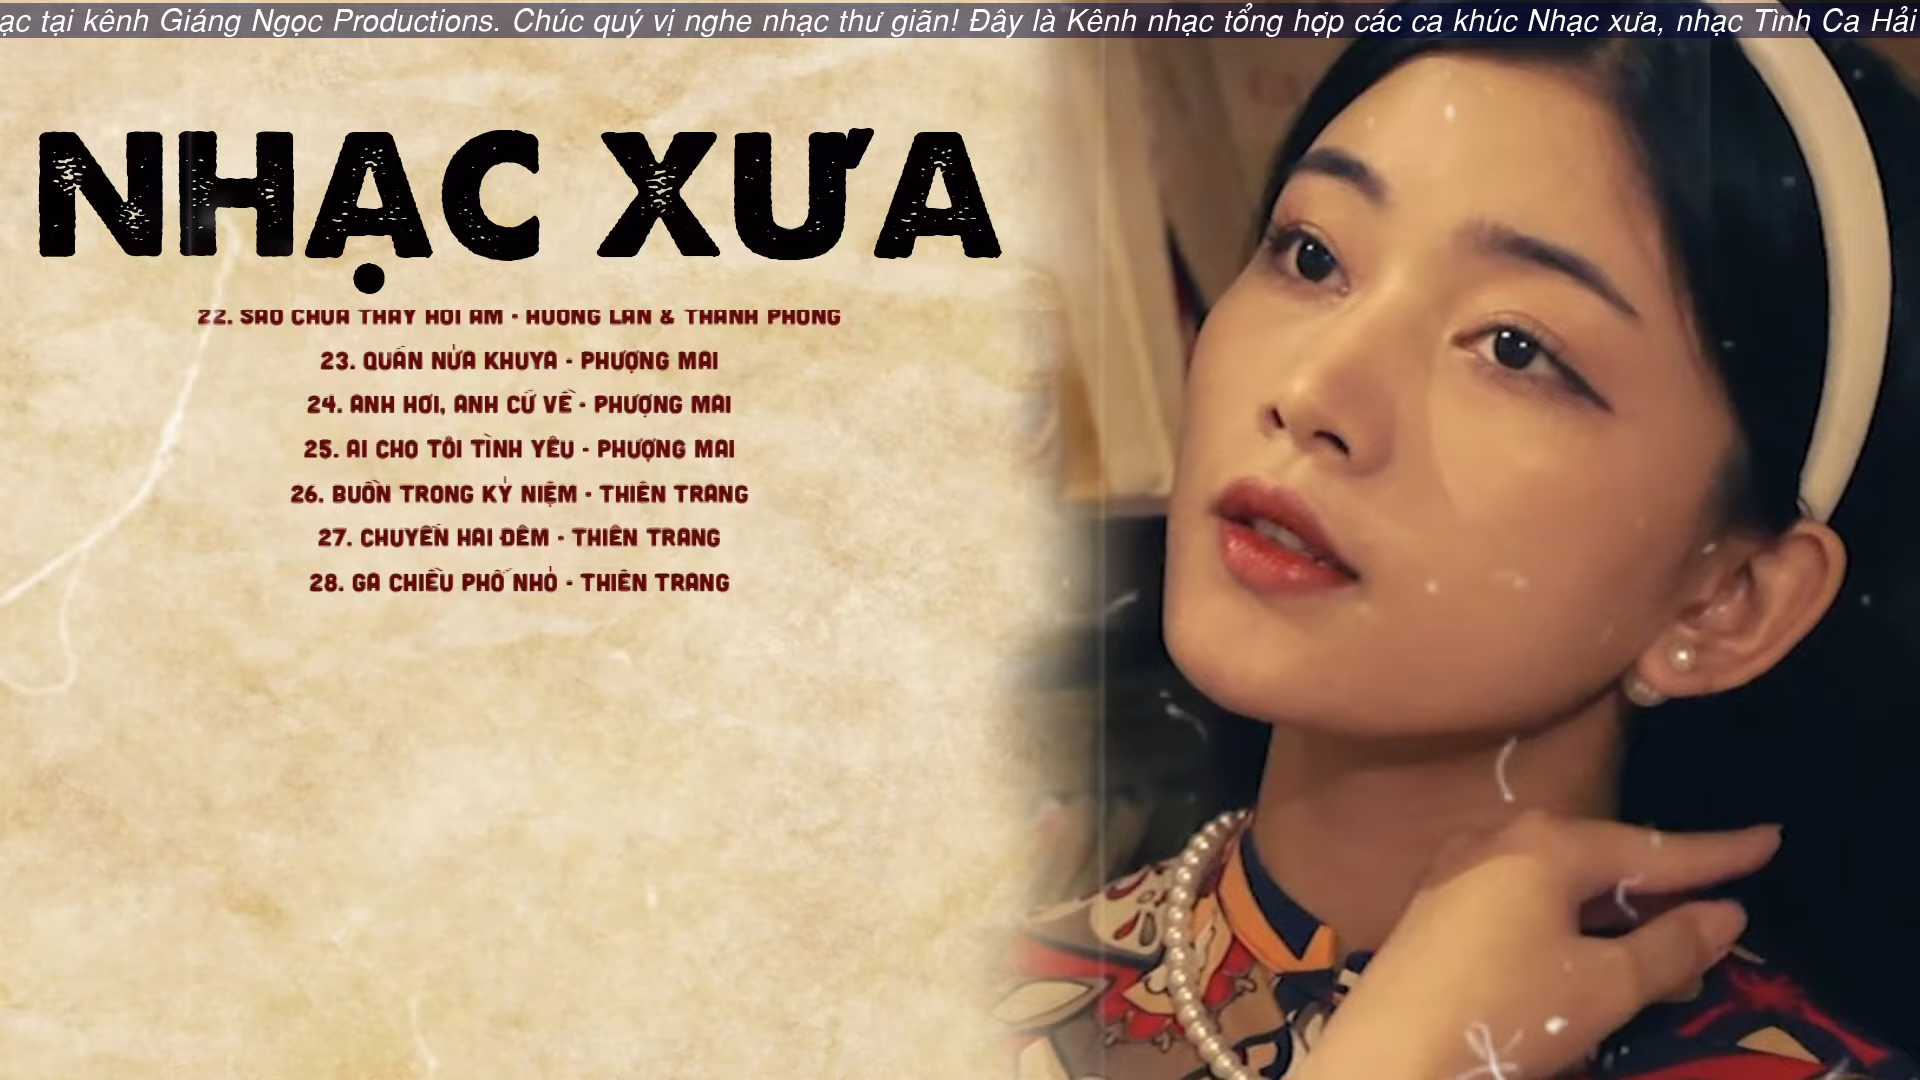 ạc tại kênh Giáng Ngọc Productions. Chúc quý vị nghe nhạc thư giãn! Đây là Kênh nhạc tổng hợp các ca khúc Nhạc xưa, nhạc Tình Ca Hải
NHẠC XƯA
22. SAO CHƯA THẤY HỒI ÂM - HƯƠNG LAN & THANH PHONG
23. QUÁN NỬA KHUYA - PHƯỢNG MAI
24. ANH HƠI, ANH CỨ VỀ - PHƯỢNG MAI
25. AI CHO TÔI TÌNH YÊU - PHƯỢNG MAI
26. BUỒN TRONG KỶ NIỆM - THIÊN TRANG
27. CHUYẾN HAI ĐÊM - THIÊN TRANG
28. GA CHIỀU PHỐ NHỎ - THIÊN TRANG